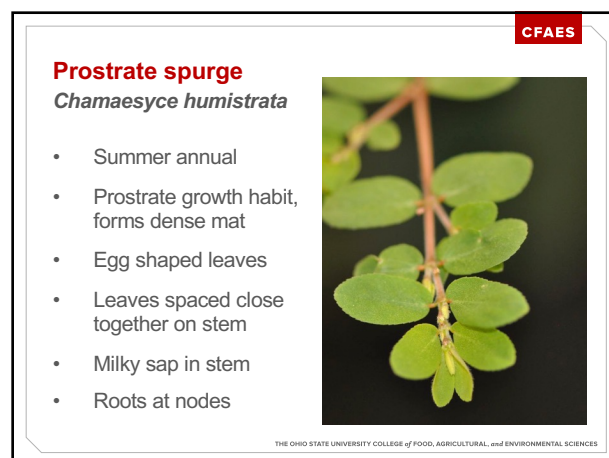 CFAES
Prostrate spurge
Chamaesyce humistrata
• Summer annual
• Prostrate growth habit,
forms dense mat
• Egg shaped leaves
• Leaves spaced close
together on stem
• Milky sap in stem
• Roots at nodes
THE OHIO STATE UNIVERSITY COLLEGE of FOOD, AGRICULTURAL, and ENVIRONMENTAL SCIENCES